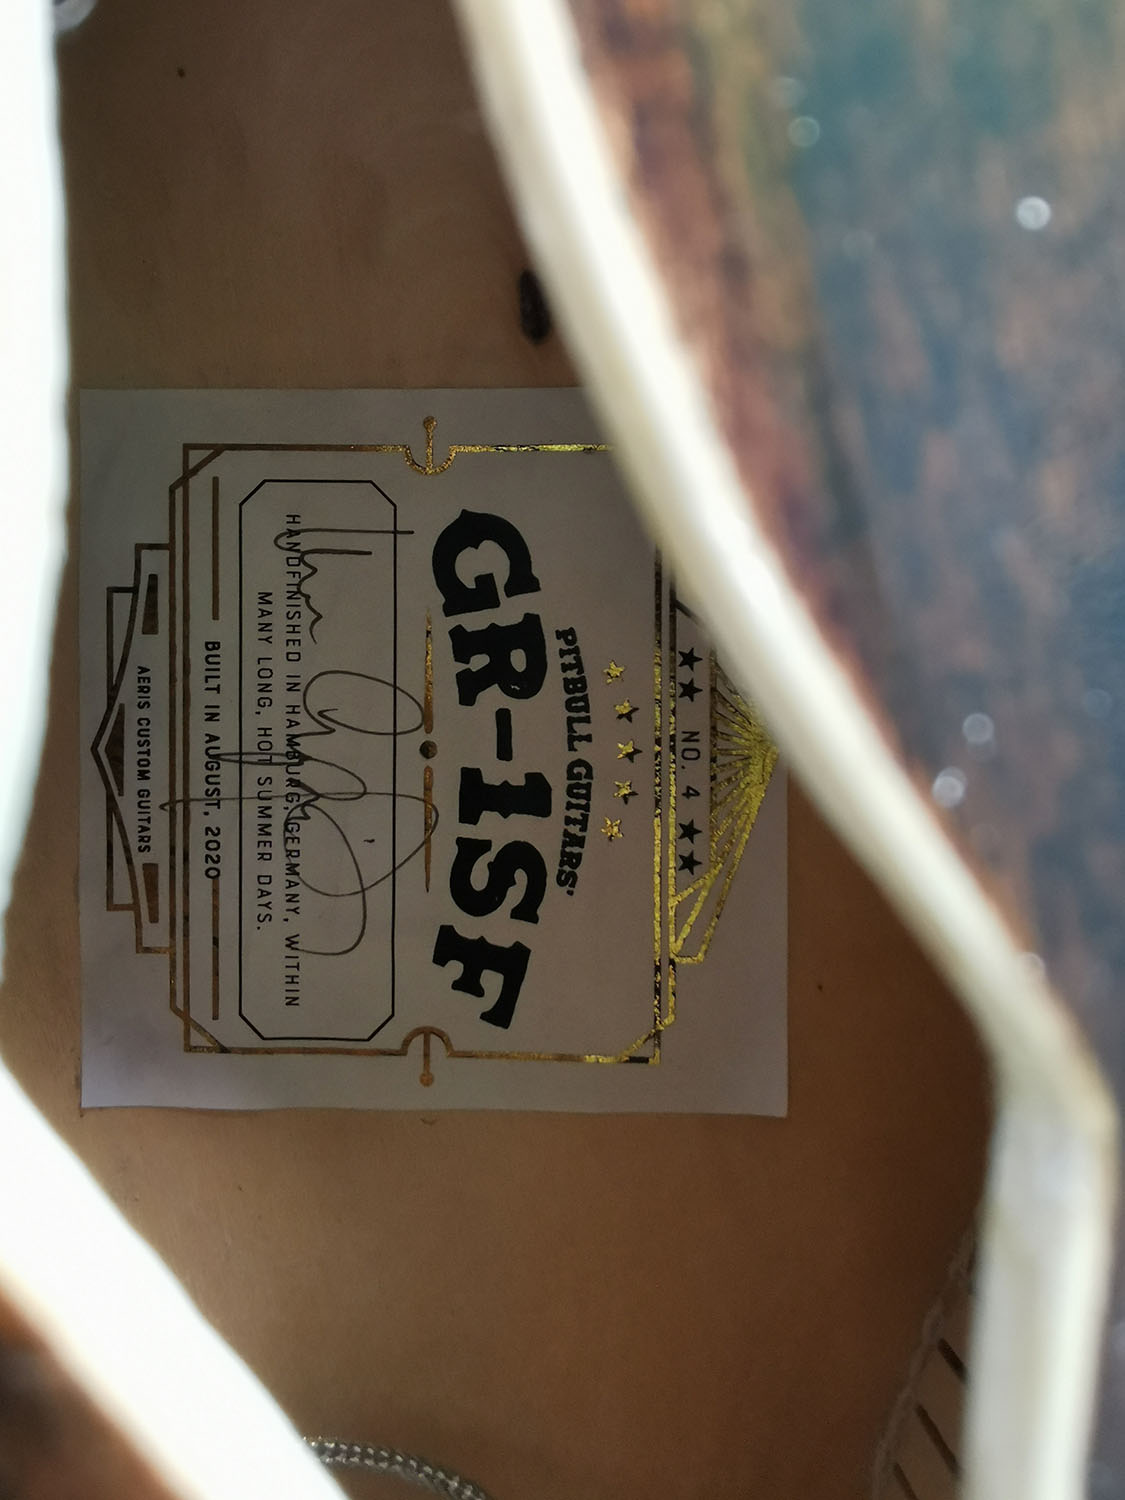 ★★ NO. 4 ★★
PITBULL GUITARS'
GR-1SF
HANDFINISHED IN HAMBURG, GERMANY, WITHIN
MANY LONG, HOT SUMMER DAYS.
BUILT IN AUGUST, 2020
AERIS CUSTOM GUITARS